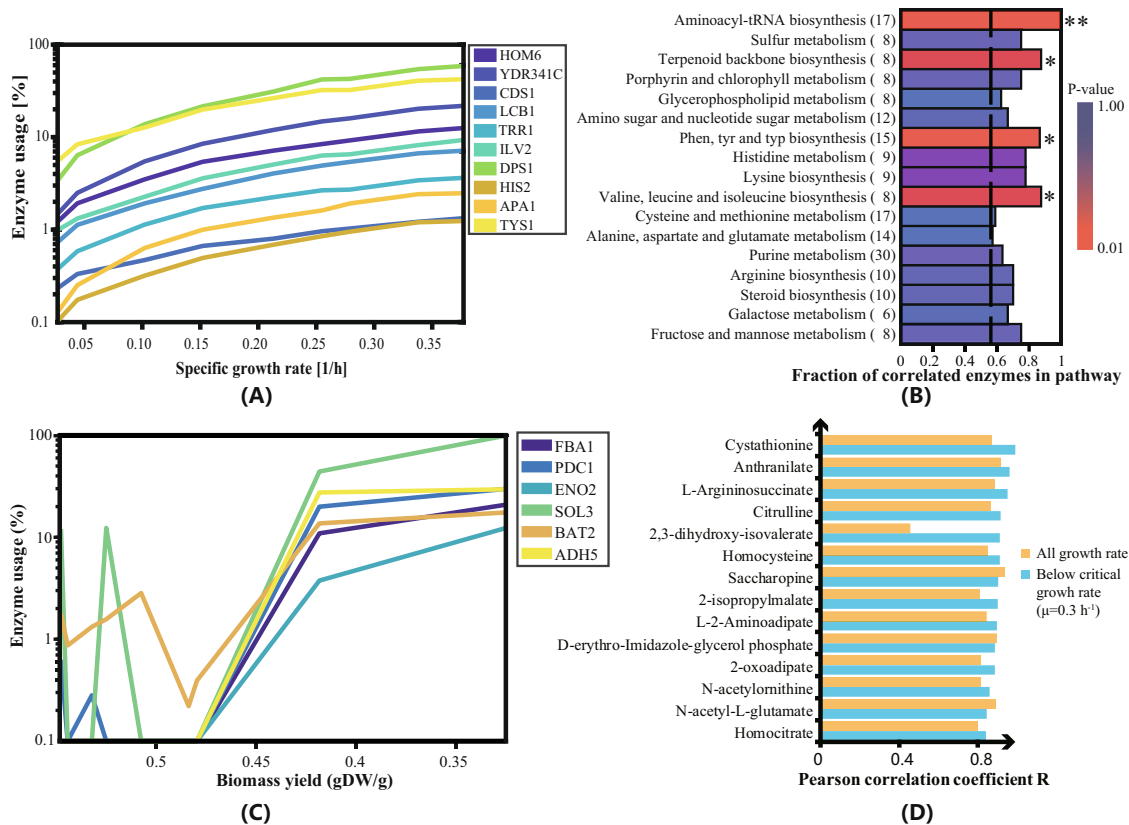 (A)
Enzyme usage [%]
100
10
1
0.1
0.05
0.10
0.15
0.20
0.25
0.30
0.35
Specific growth rate [1/h]
HOM6
YDR341C
CDS1
LCB1
TRR1
ILV2
DPS1
HIS2
APA1
TYS1
Aminoacyl-tRNA biosynthesis (17)
Sulfur metabolism ( 8)
Terpenoid backbone biosynthesis ( 8)
Porphyrin and chlorophyll metabolism ( 8)
Glycerophospholipid metabolism ( 8)
Amino sugar and nucleotide sugar metabolism (12)
Phen, tyr and typ biosynthesis (15)
Histidine metabolism ( 9)
Lysine biosynthesis ( 9)
Valine, leucine and isoleucine biosynthesis ( 8)
Cysteine and methionine metabolism (17)
Alanine, aspartate and glutamate metabolism (14)
Purine metabolism (30)
Arginine biosynthesis (10)
Steroid biosynthesis (10)
Galactose metabolism ( 6)
Fructose and mannose metabolism ( 8)
**
*
*
*
0
0.2
0.4
0.6
0.8
1
Fraction of correlated enzymes in pathway
(B)
P-value
1.00
0.01
Enzyme usage (%)
100
10
1
0.1
0.5
0.45
0.4
0.35
Biomass yield (gDW/g)
(C)
FBA1
PDC1
ENO2
SOL3
BAT2
ADH5
Cystathionine
Anthranilate
L-Argininosuccinate
Citrulline
2,3-dihydroxy-isovalerate
Homocysteine
Saccharopine
2-isopropylmalate
L-2-Aminoadipate
D-erythro-Imidazole-glycerol phosphate
2-oxoadipate
N-acetylornithine
N-acetyl-L-glutamate
Homocitrate
0
0.4
0.8
Pearson correlation coefficient R
(D)
All growth rate
Below critical
growth rate
(μ=0.3 h⁻¹)